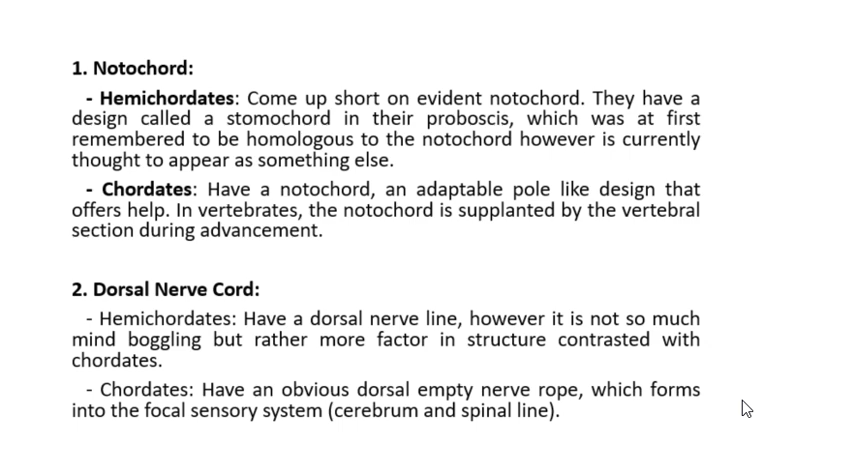 1. Notochord:
- Hemichordates: Come up short on evident notochord. They have a
design called a stomochord in their proboscis, which was at first
remembered to be homologous to the notochord however is currently
thought to appear as something else.
- Chordates: Have a notochord, an adaptable pole like design that
offers help. In vertebrates, the notochord is supplanted by the vertebral
section during advancement.
2. Dorsal Nerve Cord:
- Hemichordates: Have a dorsal nerve line, however it is not so much
mind boggling but rather more factor in structure contrasted with
chordates.
- Chordates: Have an obvious dorsal empty nerve rope, which forms
into the focal sensory system (cerebrum and spinal line).